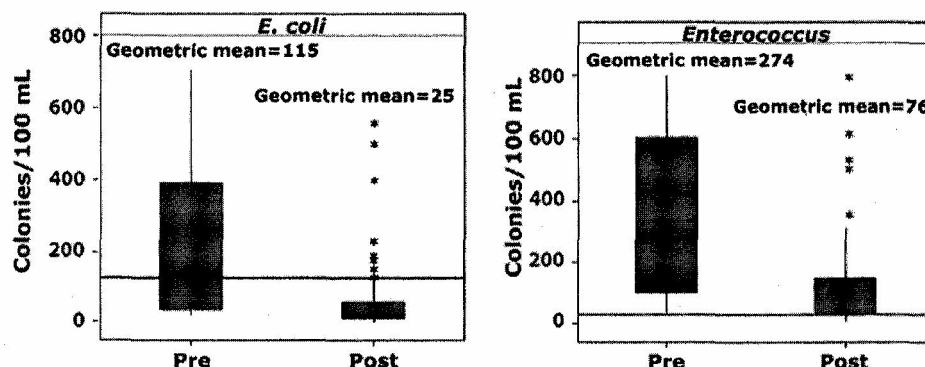 E. coli
800
Geometric mean=115
600
Geometric mean=25
400
200
0
Colonies/100 mL
Pre
Post
Enterococcus
Geometric mean=274
800
Geometric mean=76
600
400
200
0
Colonies/100 mL
Pre
Post